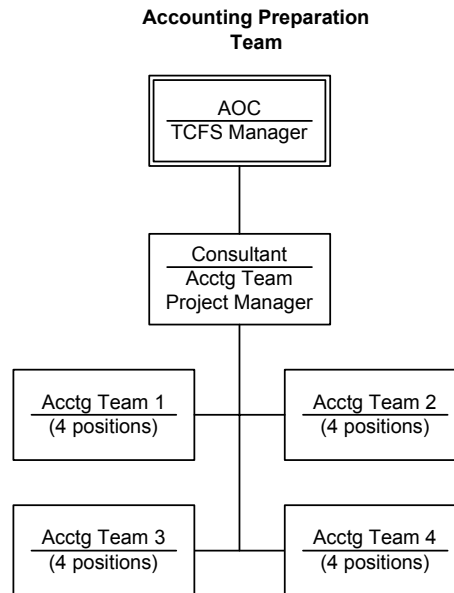 Accounting Preparation
Team
AOC
TCFS Manager
Consultant
Acctg Team
Project Manager
Acctg Team 1
(4 positions)
Acctg Team 2
(4 positions)
Acctg Team 3
(4 positions)
Acctg Team 4
(4 positions)